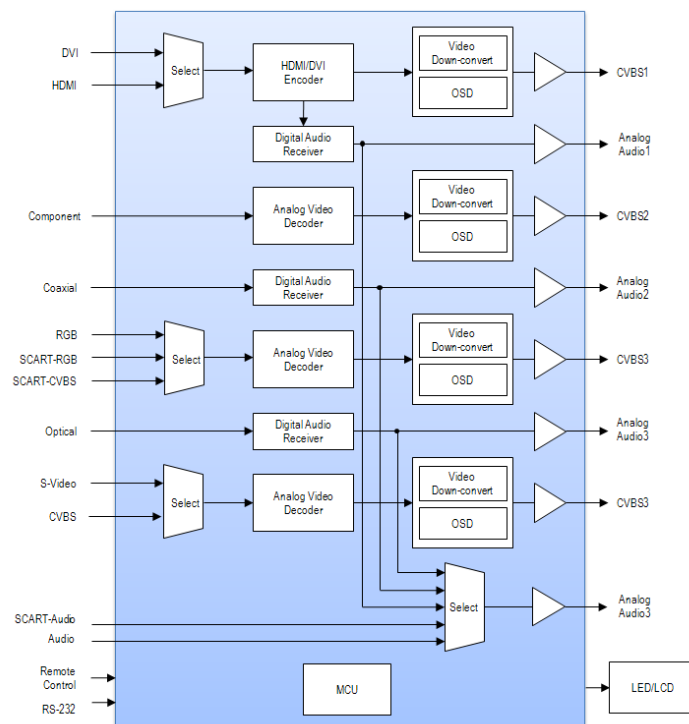 DVI
HDMI
Select
HDMI/DVI
Encoder
Video
Down-convert
OSD
CVBS1
Digital Audio
Receiver
Analog
Audio1
Component
Analog Video
Decoder
Video
Down-convert
OSD
CVBS2
Coaxial
Digital Audio
Receiver
Analog
Audio2
RGB
SCART-RGB
SCART-CVBS
Select
Analog Video
Decoder
Video
Down-convert
OSD
CVBS3
Optical
Digital Audio
Receiver
Analog
Audio3
S-Video
CVBS
Select
Analog Video
Decoder
Video
Down-convert
OSD
CVBS3
SCART-Audio
Audio
Select
Analog
Audio3
Remote
Control
RS-232
MCU
LED/LCD